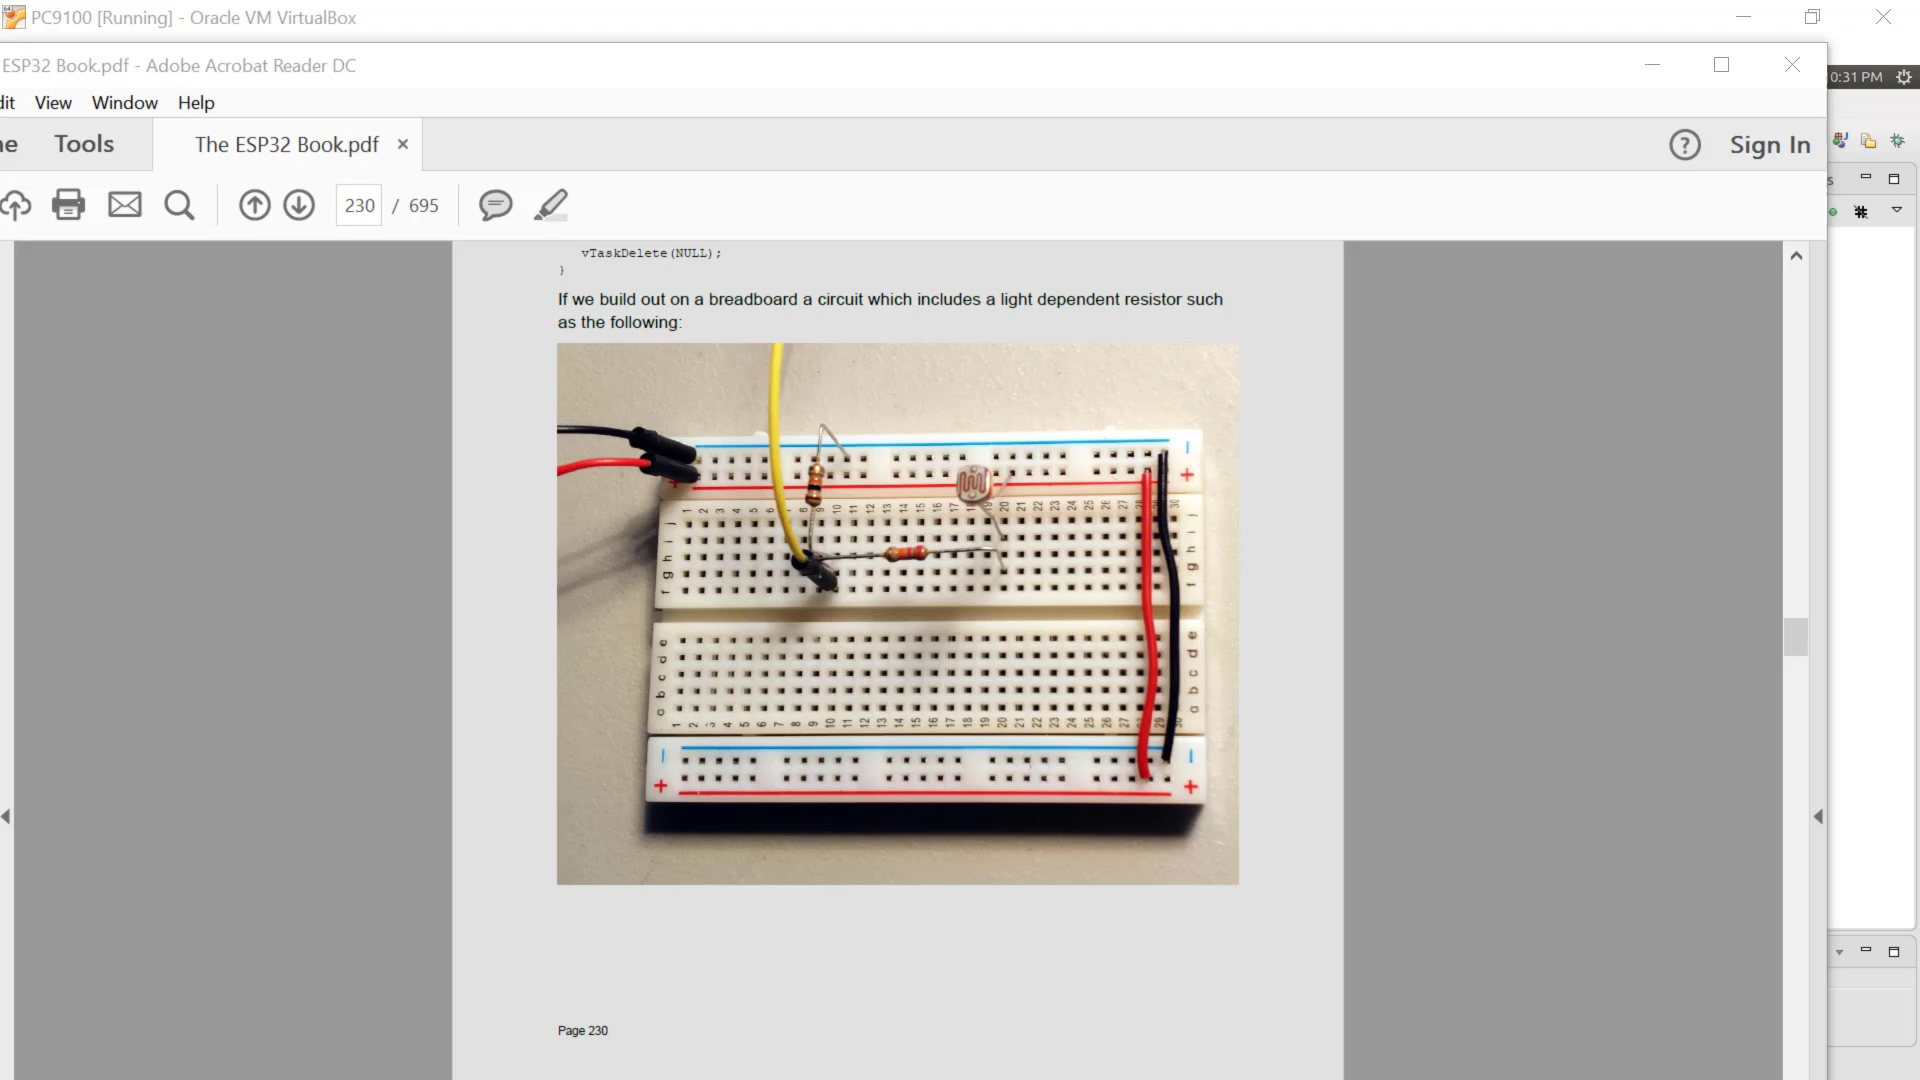 PC9100 [Running] - Oracle VM VirtualBox
ESP32 Book.pdf - Adobe Acrobat Reader DC
0:31 PM
dit View Window Help
ne Tools The ESP32 Book.pdf × ? Sign In
230 / 695
vTaskDelete(NULL);
}
If we build out on a breadboard a circuit which includes a light dependent resistor such
as the following:
Page 230